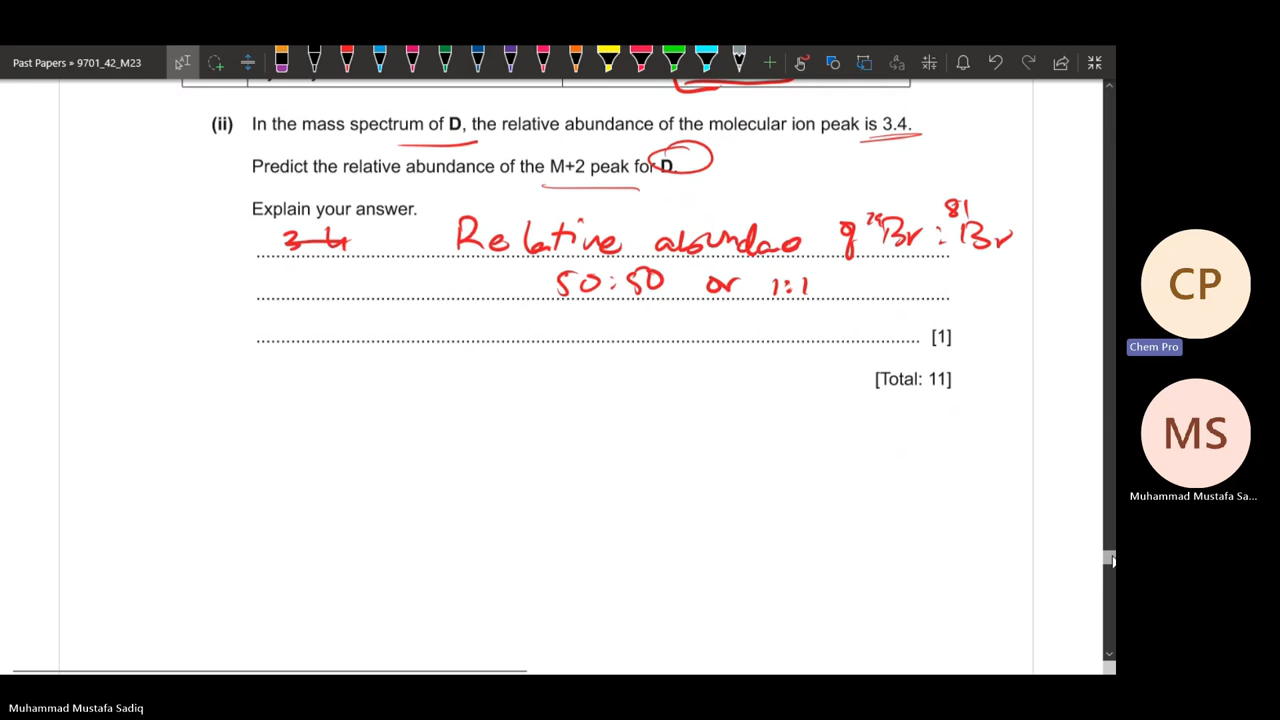 Past Papers » 9701_42_M23
(ii) In the mass spectrum of D, the relative abundance of the molecular ion peak is 3.4.
Predict the relative abundance of the M+2 peak for D.
Explain your answer.
3.4 Relative abundace of ⁷⁹Br : ⁸¹Br
50:50 or 1:1
[1]
[Total: 11]
CP
Chem Pro
MS
Muhammad Mustafa Sa...
Muhammad Mustafa Sadiq